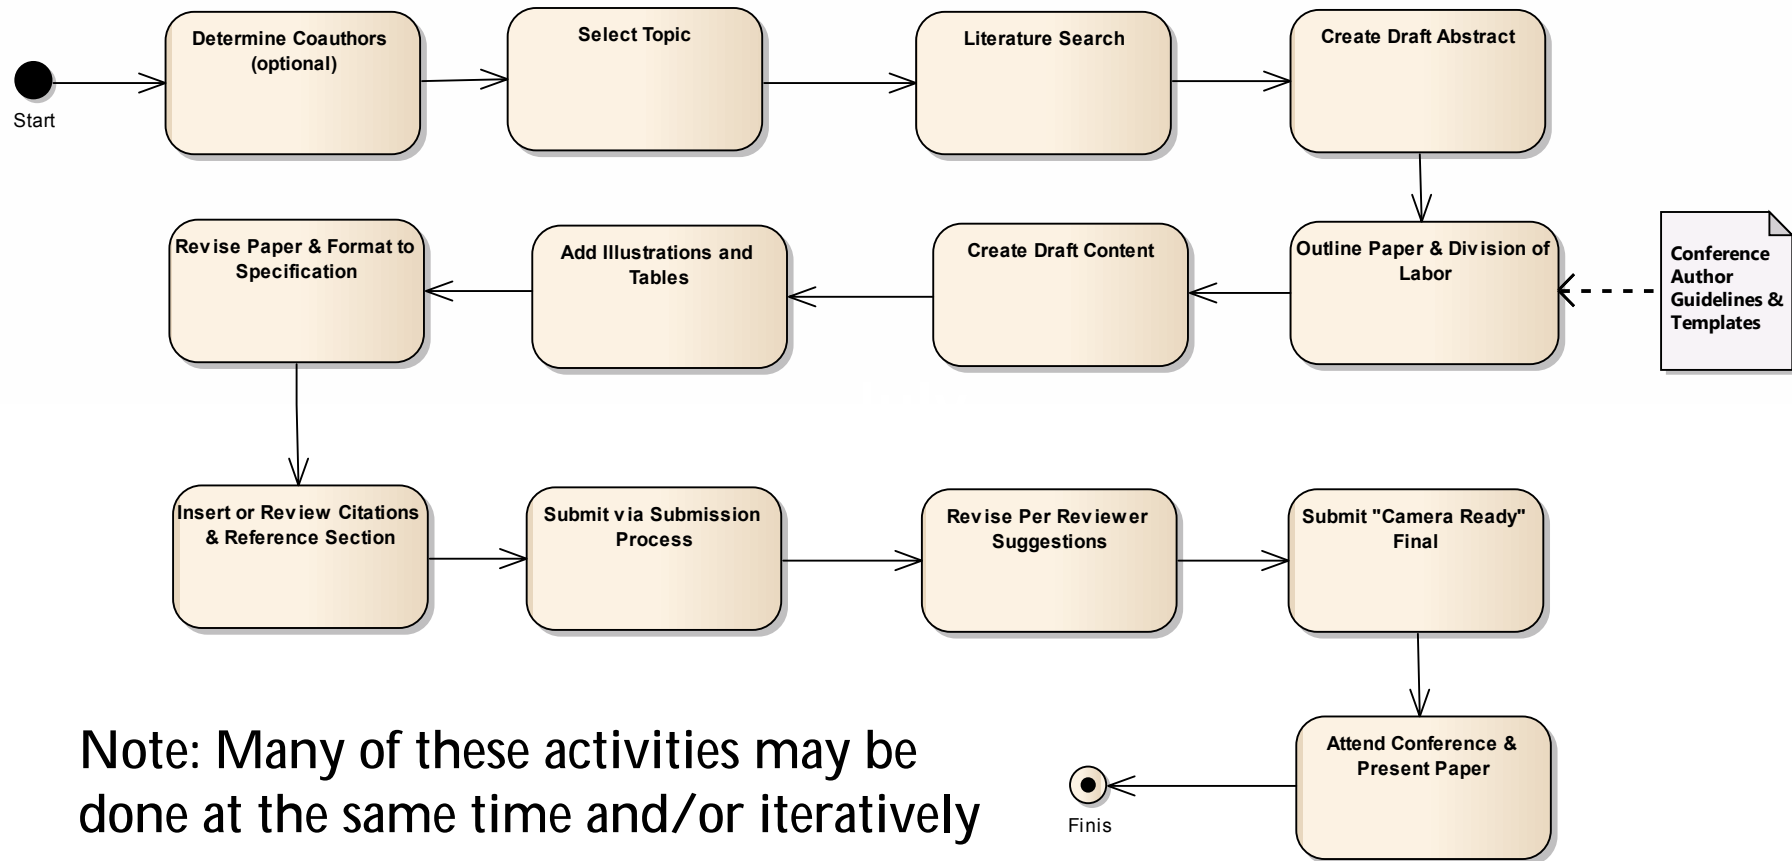 Determine Coauthors
(optional)
Select Topic
Literature Search
Create Draft Abstract
Start
Revise Paper & Format to
Specification
Add Illustrations and
Tables
Create Draft Content
Outline Paper & Division of
Labor
Conference
Author
Guidelines &
Templates
Insert or Review Citations
& Reference Section
Submit via Submission
Process
Revise Per Reviewer
Suggestions
Submit "Camera Ready"
Final
Note: Many of these activities may be
done at the same time and/or iteratively
Attend Conference &
Present Paper
Finis